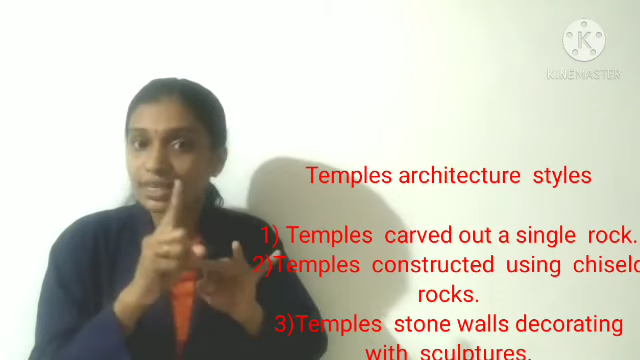 KINEMASTER
Temples architecture styles
1) Temples carved out a single rock.
2)Temples constructed using chiseld
rocks.
3)Temples stone walls decorating
with sculptures.